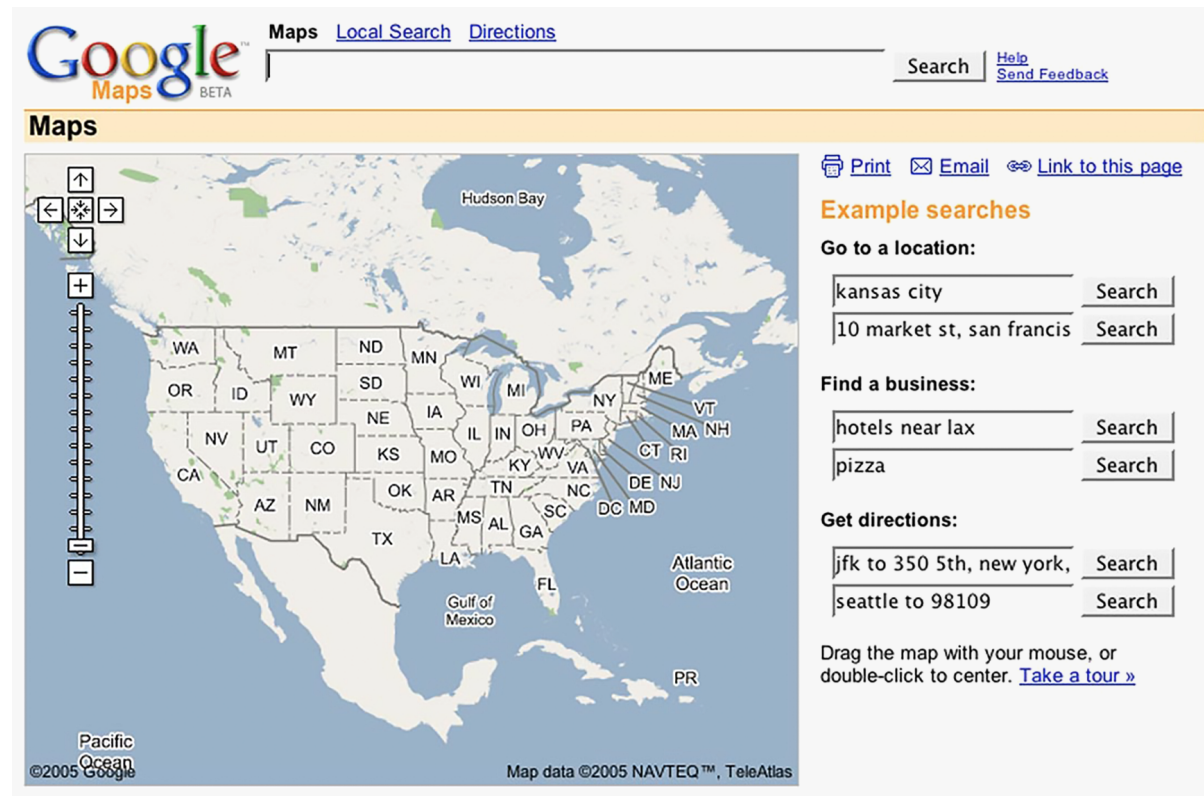 Google™
Maps BETA
Maps Local Search Directions
Search
Help
Send Feedback
Maps
Print Email Link to this page
Example searches
Go to a location:
kansas city Search
10 market st, san francis Search
Find a business:
hotels near lax Search
pizza Search
Get directions:
jfk to 350 5th, new york, Search
seattle to 98109 Search
Drag the map with your mouse, or
double-click to center. Take a tour »
Hudson Bay
WA MT ND MN
OR ID WY SD WI MI NY ME
VT
NV UT CO NE IA IL IN OH PA MA NH
CA KS MO KY WV VA CT RI
AZ NM OK AR TN NC DE NJ
TX MS AL GA SC DC MD
LA FL
Atlantic
Ocean
Gulf of
Mexico
PR
Pacific
Ocean
©2005 Google
Map data ©2005 NAVTEQ™, TeleAtlas